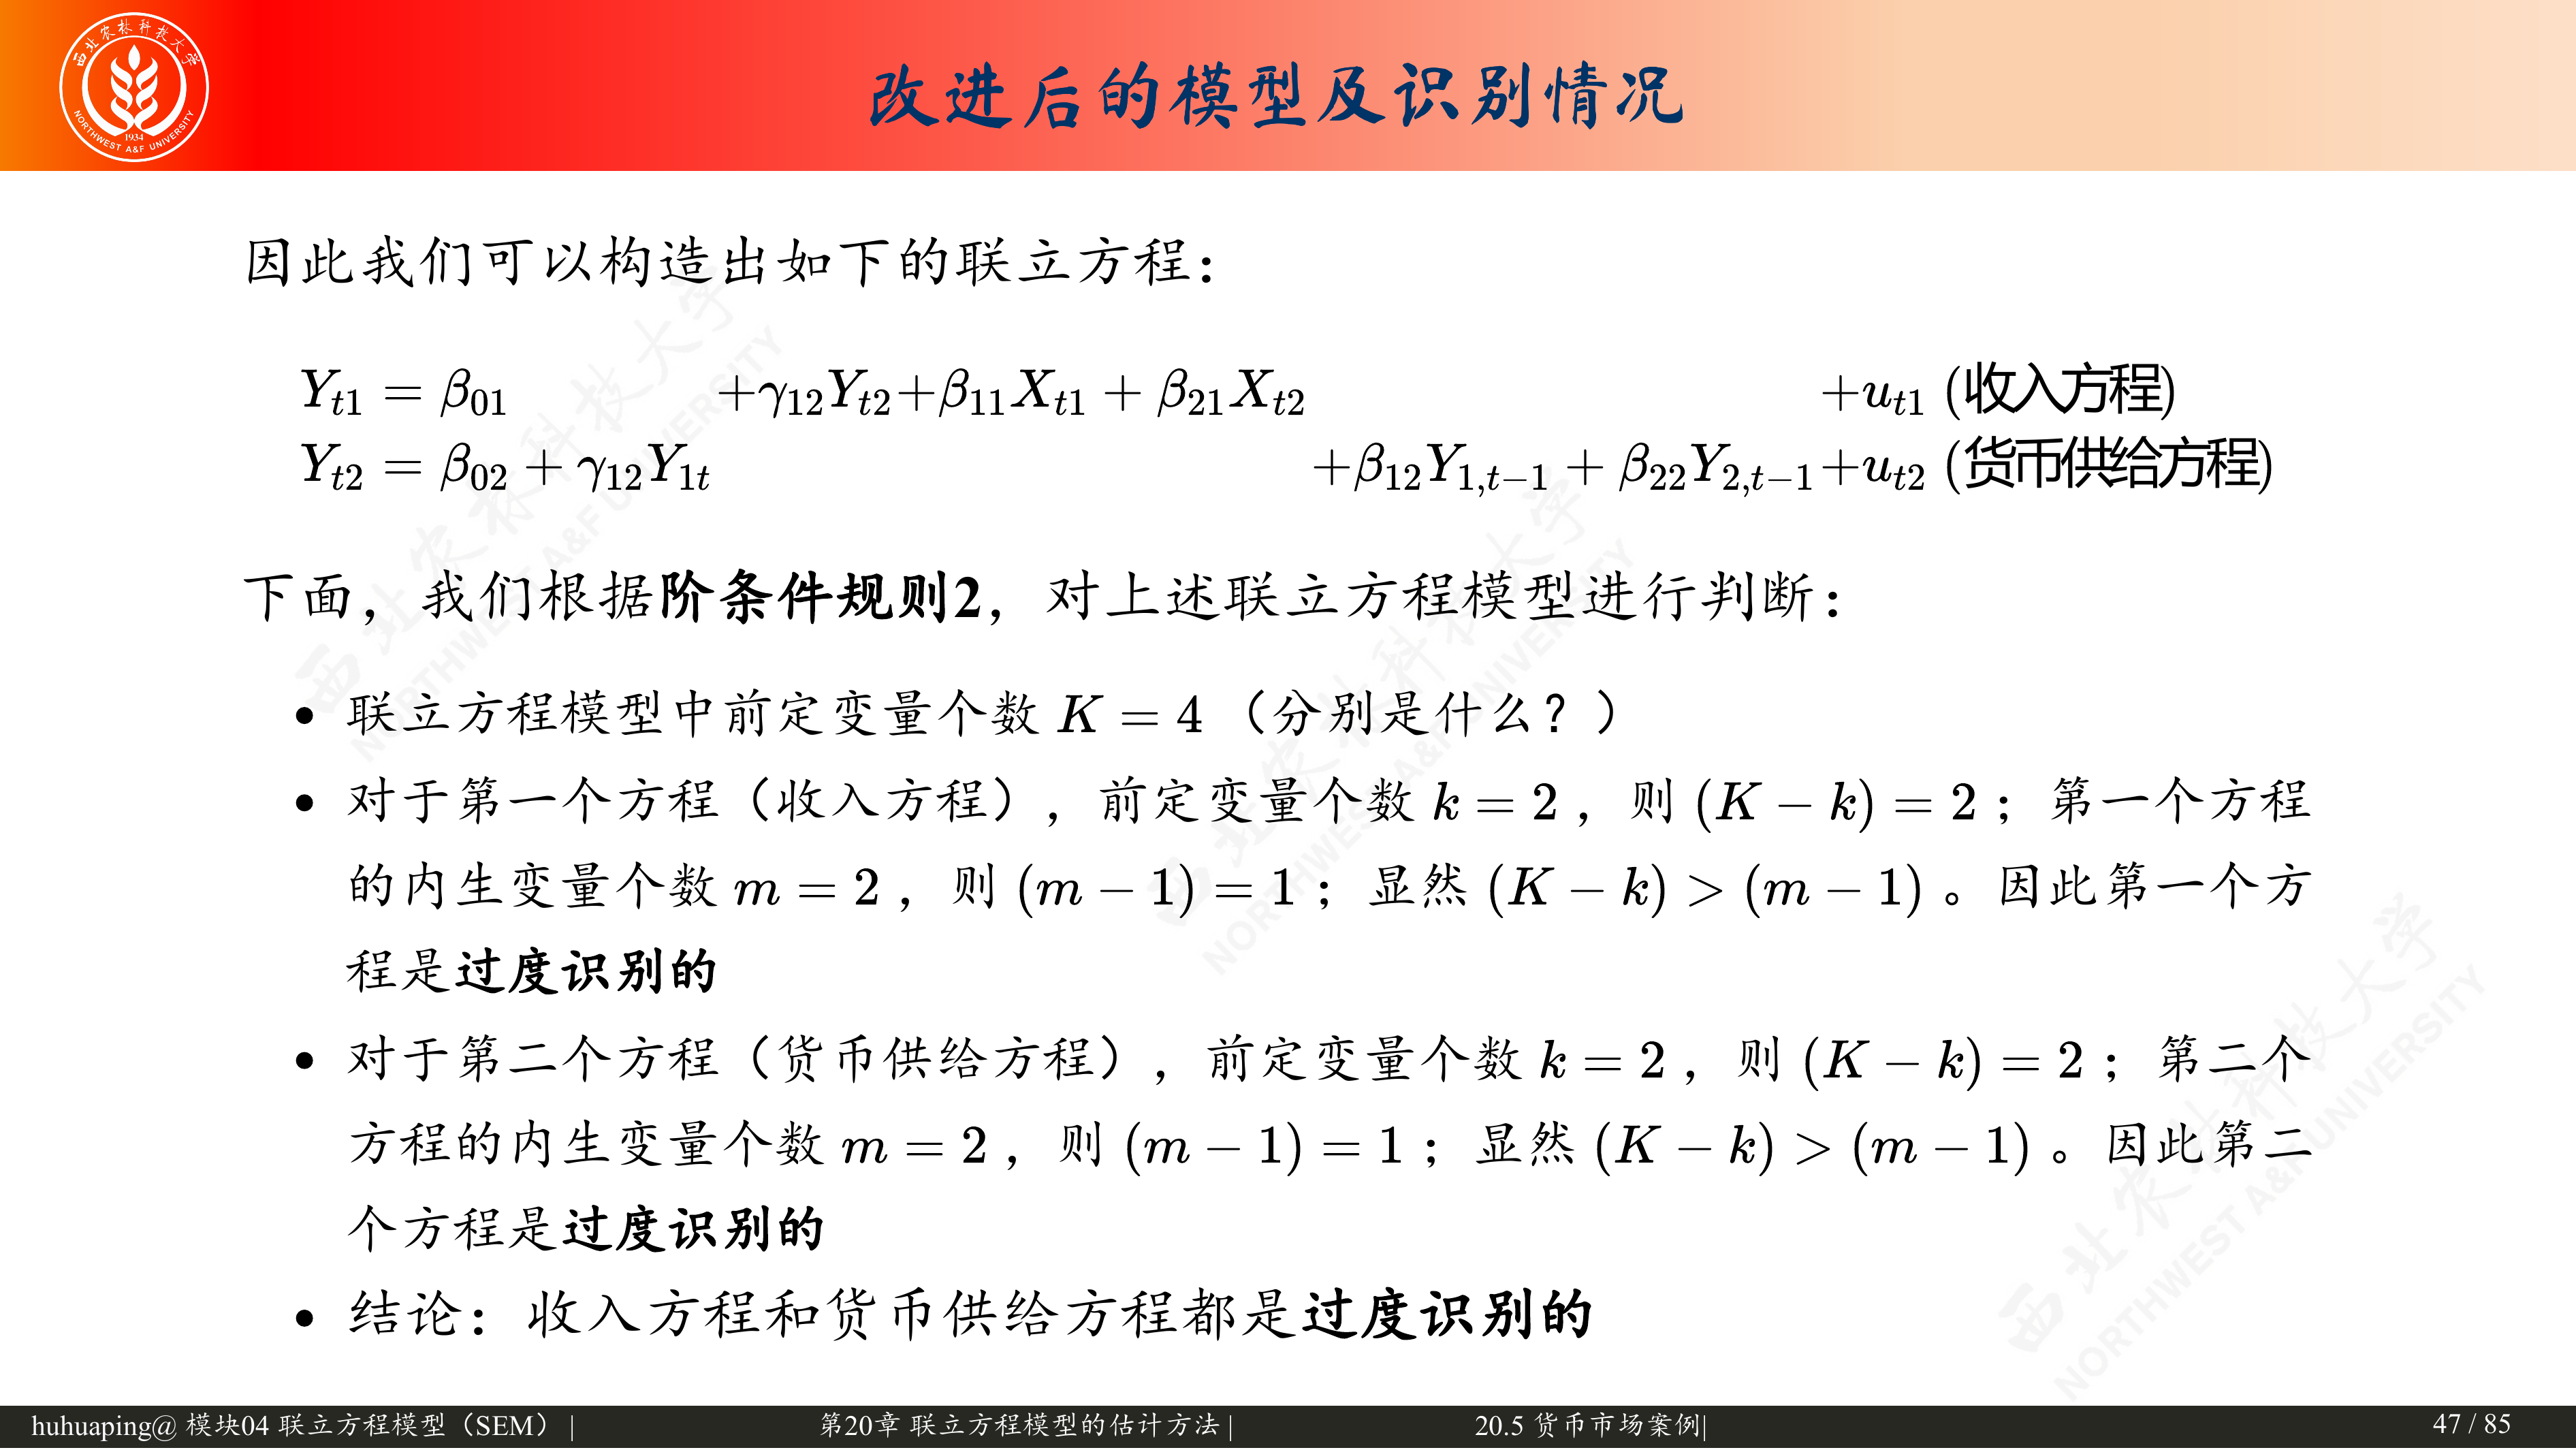 西北农林科技大学
NORTHWEST A&F UNIVERSITY
1934
改进后的模型及识别情况
因此我们可以构造出如下的联立方程：
Y_{t1} = β_{01} +γ_{12}Y_{t2}+β_{11}X_{t1} + β_{21}X_{t2} +u_{t1} (收入方程)
Y_{t2} = β_{02} + γ_{12}Y_{1t} +β_{12}Y_{1,t−1} + β_{22}Y_{2,t−1}+u_{t2} (货币供给方程)
下面，我们根据阶条件规则2，对上述联立方程模型进行判断：
• 联立方程模型中前定变量个数 K = 4 （分别是什么？）
• 对于第一个方程（收入方程），前定变量个数 k = 2 ，则 (K − k) = 2 ；第一个方程
的内生变量个数 m = 2 ，则 (m − 1) = 1 ；显然 (K − k) > (m − 1) 。因此第一个方
程是过度识别的
• 对于第二个方程（货币供给方程），前定变量个数 k = 2 ，则 (K − k) = 2 ；第二个
方程的内生变量个数 m = 2 ，则 (m − 1) = 1 ；显然 (K − k) > (m − 1) 。因此第二
个方程是过度识别的
• 结论：收入方程和货币供给方程都是过度识别的
huhuaping@ 模块04 联立方程模型（SEM） |
第20章 联立方程模型的估计方法 |
20.5 货币市场案例|
47 / 85